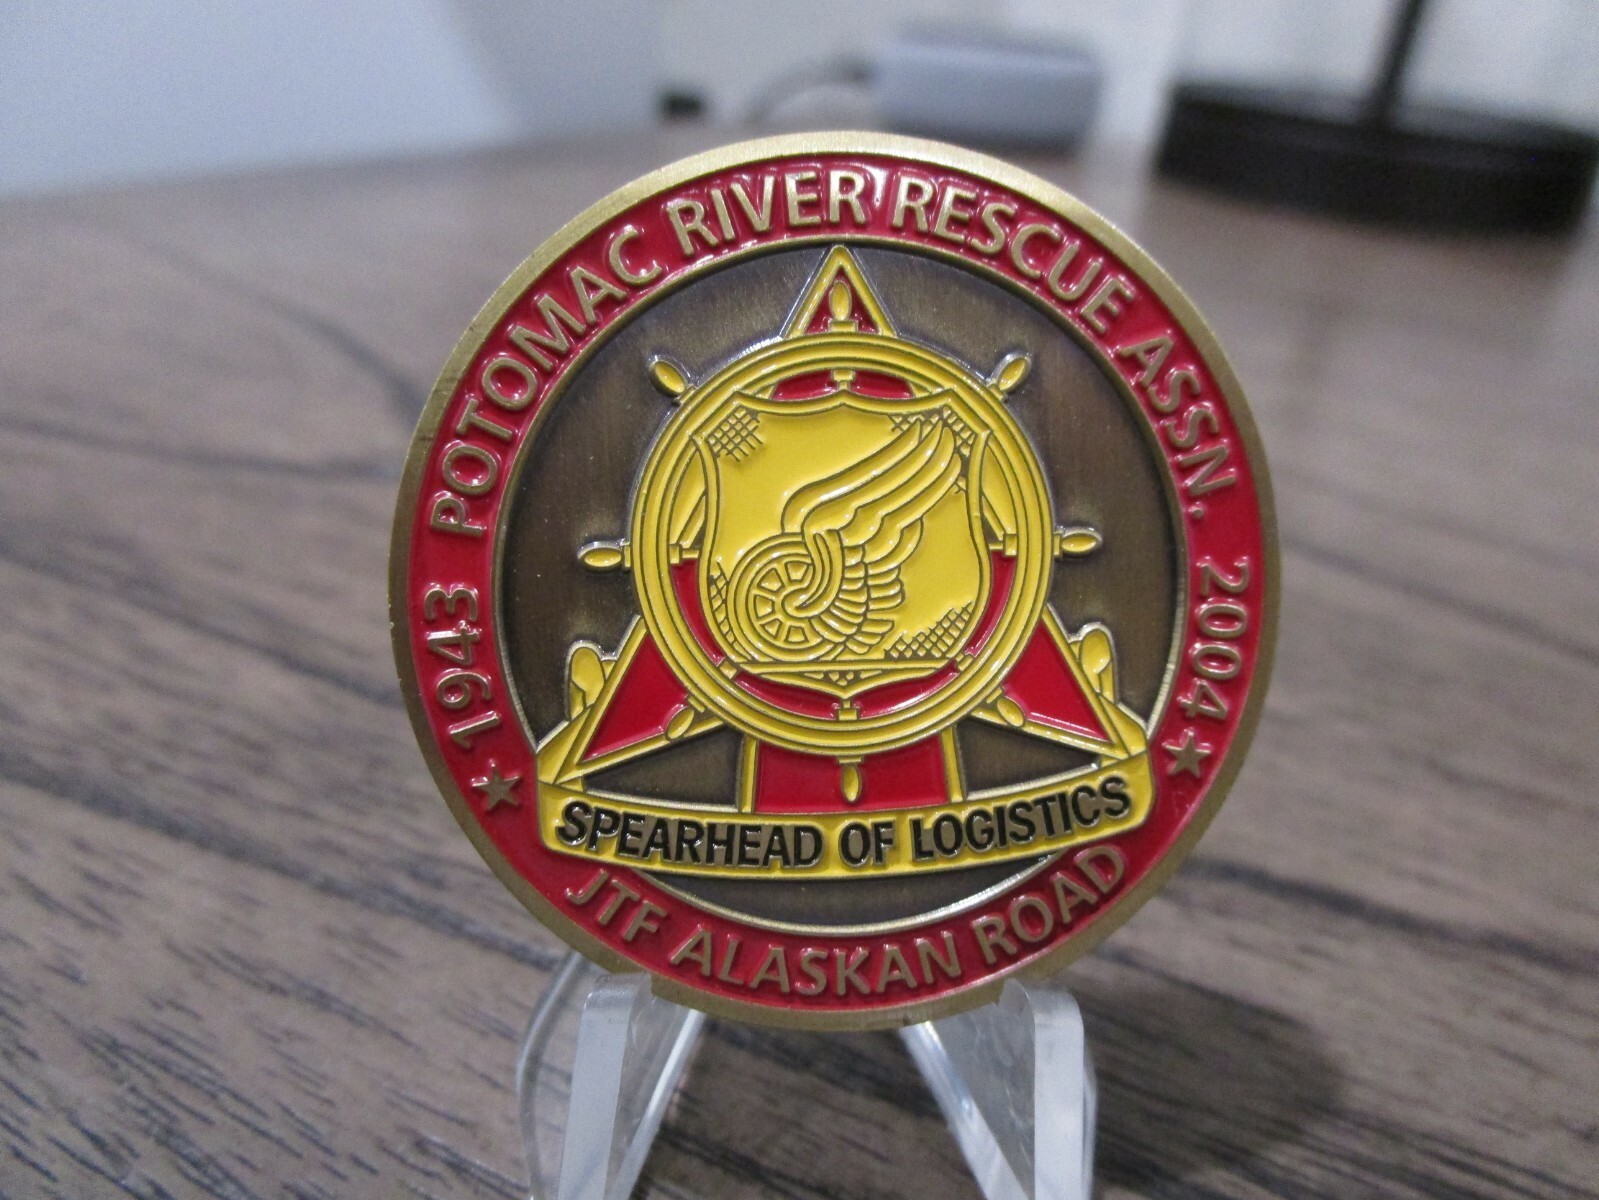 1943 POTOMAC RIVER RESCUE ASSN. 2004
SPEARHEAD OF LOGISTICS
JTF ALASKAN ROAD